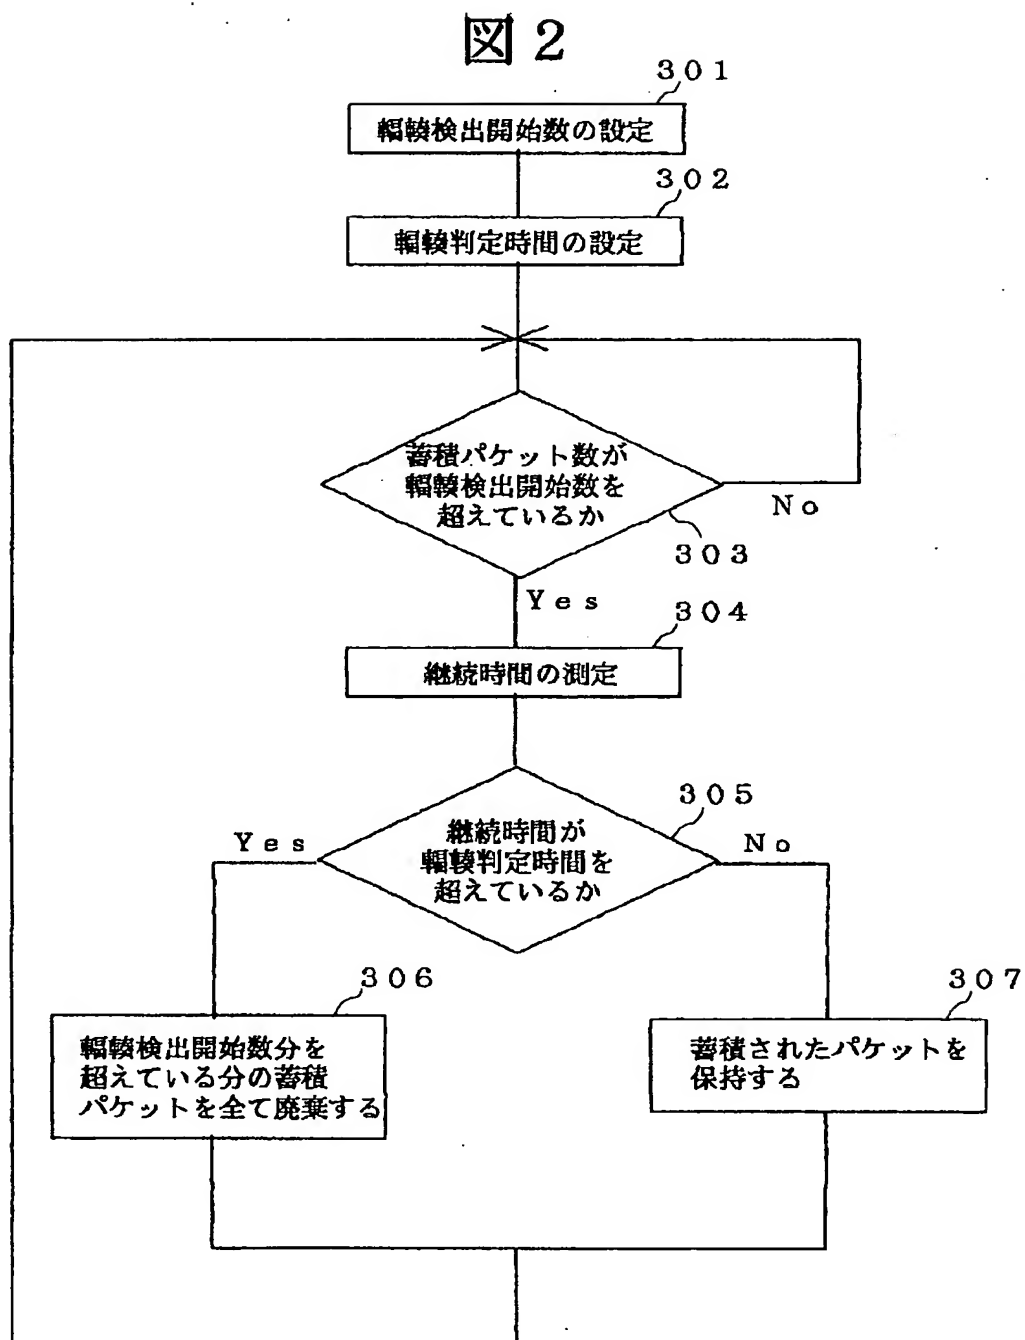 図２
３０１
輻輳検出開始数の設定
３０２
輻輳判定時間の設定
蓄積パケット数が
輻輳検出開始数を
超えているか
Ｎｏ
３０３
Ｙｅｓ
３０４
継続時間の測定
３０５
継続時間が
輻輳判定時間を
超えているか
Ｙｅｓ
Ｎｏ
３０６
輻輳検出開始数分を
超えている分の蓄積
パケットを全て廃棄する
３０７
蓄積されたパケットを
保持する